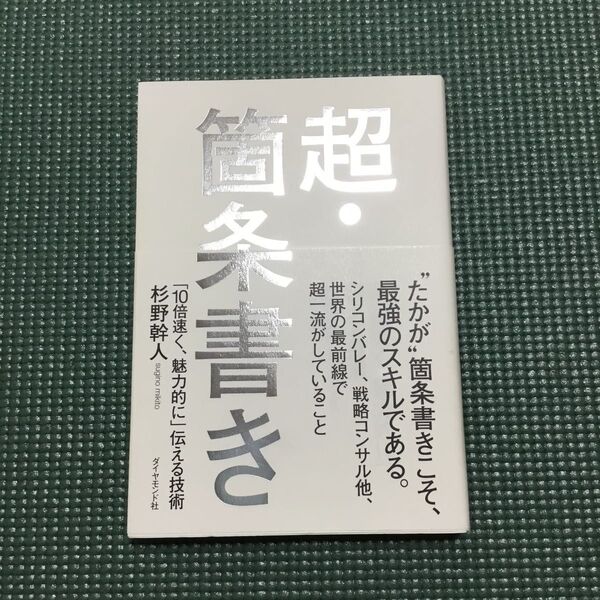 超・
箇条書き
「10倍速く、魅力的に」伝える技術
杉野幹人
sugino mikito
ダイヤモンド社
"たかが"箇条書きこそ、
最強のスキルである。
シリコンバレー、戦略コンサル他、
世界の最前線で
超一流がしていること